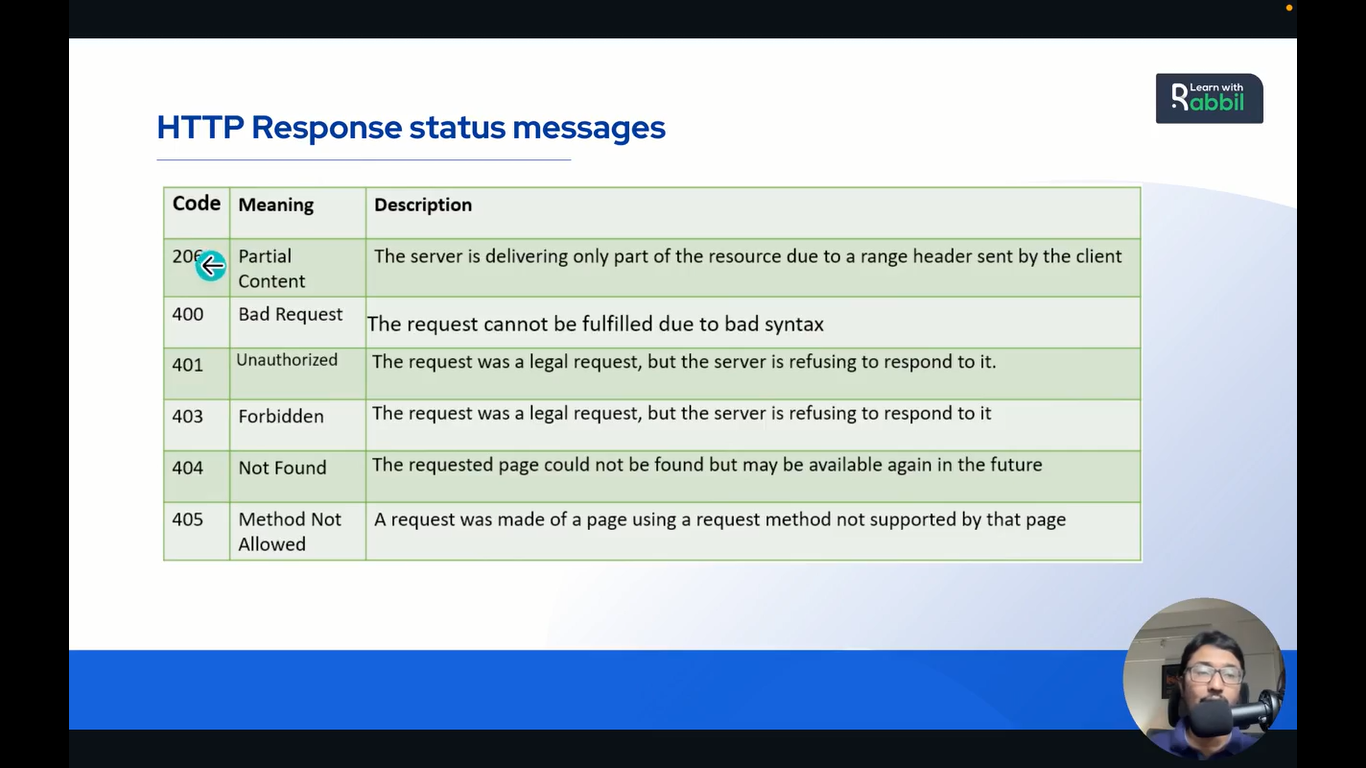 Learn with
Rabbil
HTTP Response status messages
Code Meaning Description
206 Partial Content The server is delivering only part of the resource due to a range header sent by the client
400 Bad Request The request cannot be fulfilled due to bad syntax
401 Unauthorized The request was a legal request, but the server is refusing to respond to it.
403 Forbidden The request was a legal request, but the server is refusing to respond to it
404 Not Found The requested page could not be found but may be available again in the future
405 Method Not Allowed A request was made of a page using a request method not supported by that page